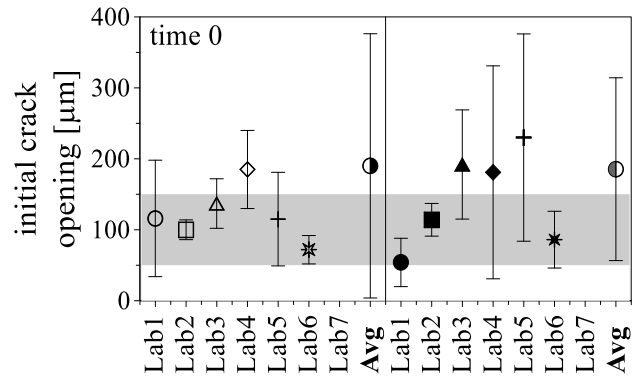 time 0
initial crack
opening [μm]
400
300
200
100
0
Lab1 Lab2 Lab3 Lab4 Lab5 Lab6 Lab7 Avg Lab1 Lab2 Lab3 Lab4 Lab5 Lab6 Lab7 Avg